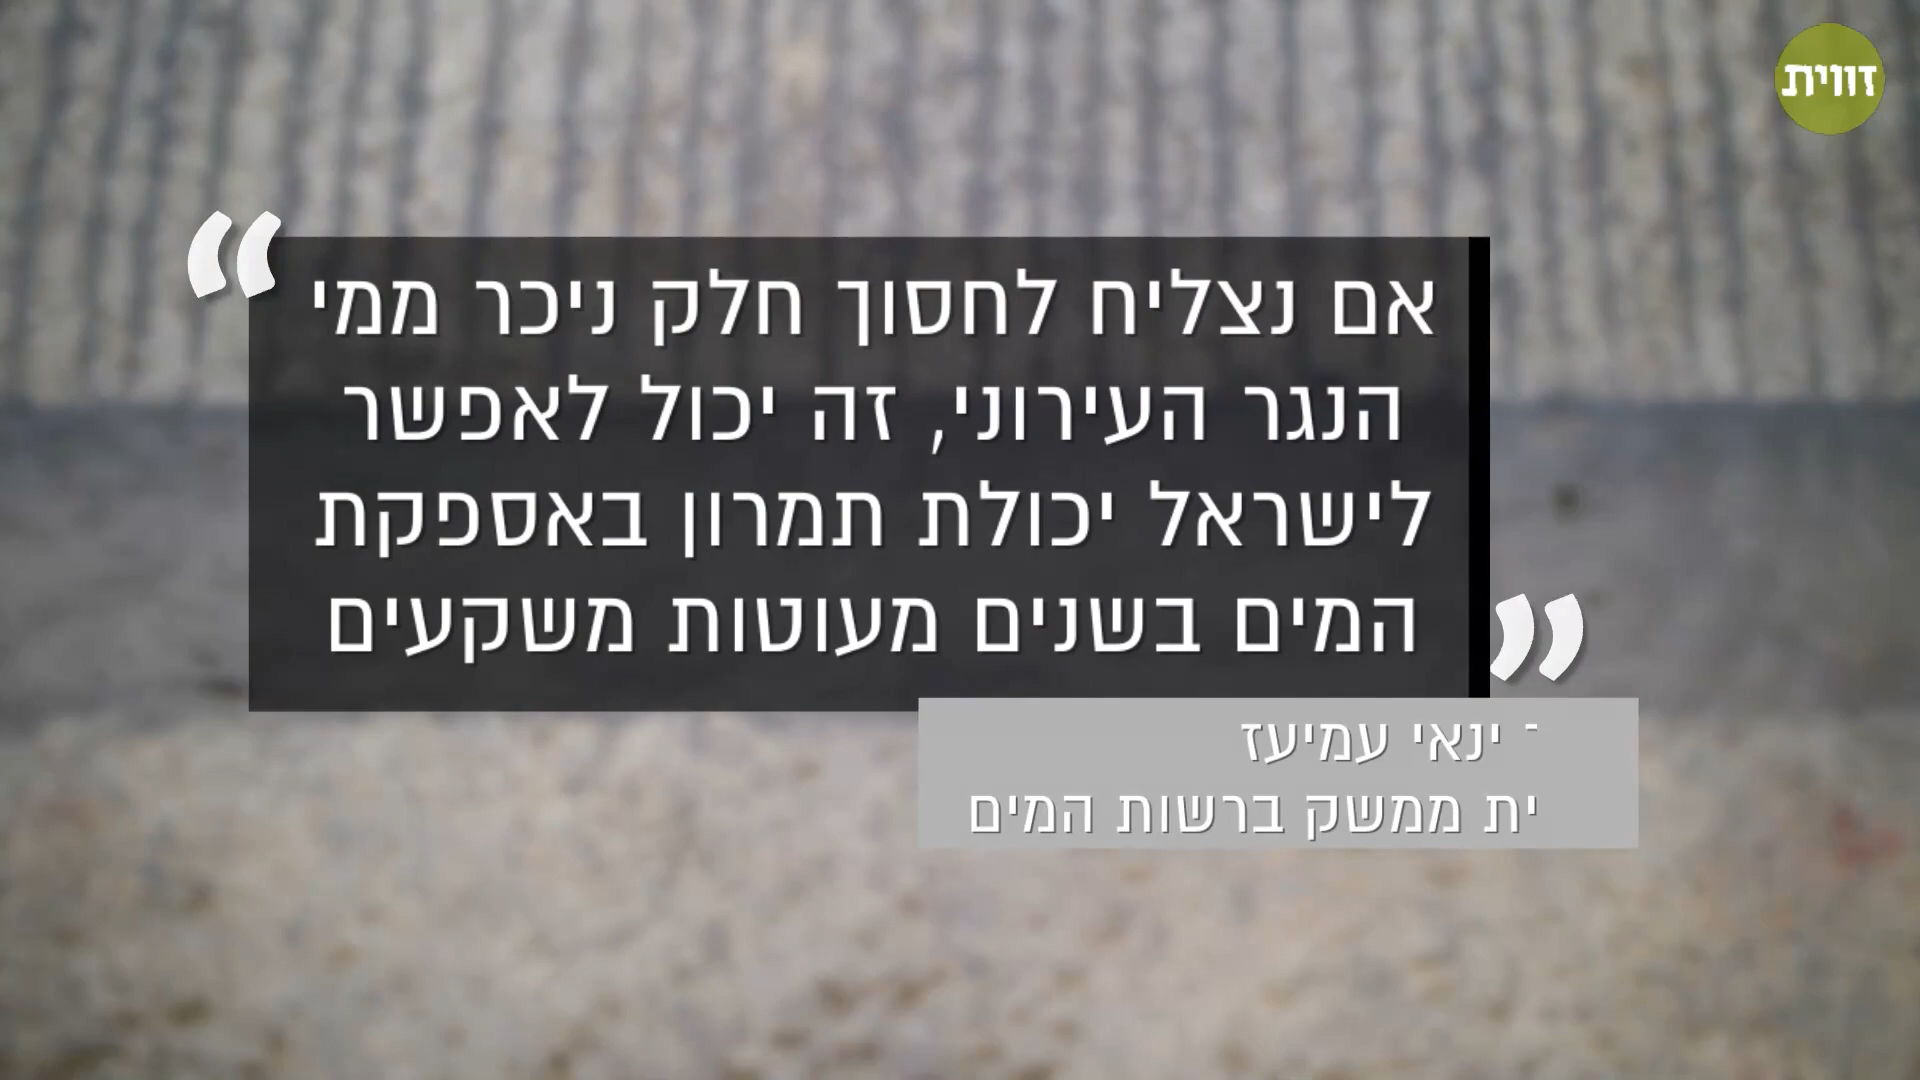 זווית
אם נצליח לחסוך חלק ניכר ממי
הנגר העירוני, זה יכול לאפשר
לישראל יכולת תמרון באספקת
המים בשנים מעוטות משקעים
- ינאי עמיעז
ית ממשק ברשות המים